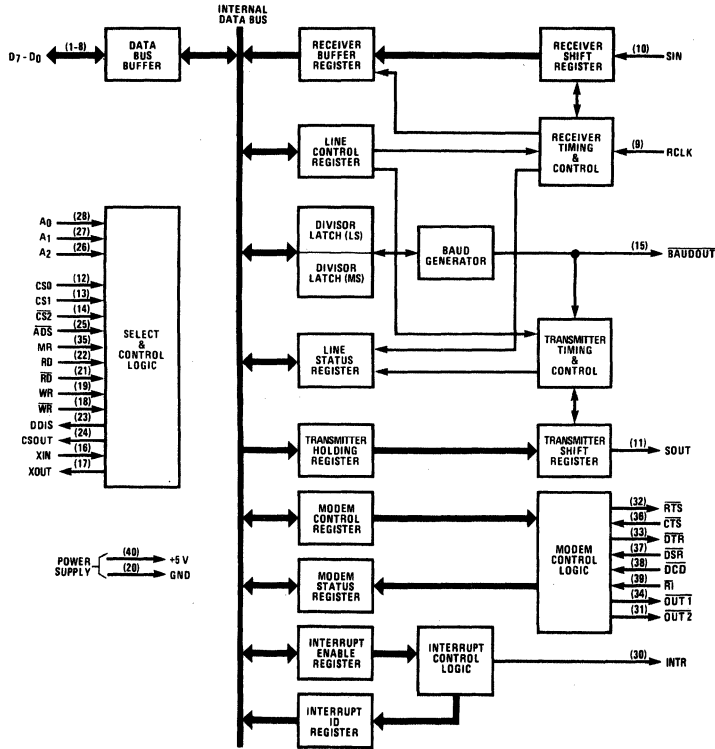 INTERNAL
DATA BUS
D7-D0
(1-8)
DATA
BUS
BUFFER
RECEIVER
BUFFER
REGISTER
RECEIVER
SHIFT
REGISTER
(10)
SIN
LINE
CONTROL
REGISTER
RECEIVER
TIMING
&
CONTROL
(9)
RCLK
A0 (28)
A1 (27)
A2 (26)
CS0 (12)
CS1 (13)
CS2 (14)
ADS (25)
MR (35)
RD (22)
RD (21)
WR (19)
WR (18)
DDIS (23)
CSOUT (24)
XIN (16)
XOUT (17)
SELECT
&
CONTROL
LOGIC
DIVISOR
LATCH (LS)
DIVISOR
LATCH (MS)
BAUD
GENERATOR
(15)
BAUDOUT
LINE
STATUS
REGISTER
TRANSMITTER
TIMING
&
CONTROL
TRANSMITTER
HOLDING
REGISTER
TRANSMITTER
SHIFT
REGISTER
(11)
SOUT
MODEM
CONTROL
REGISTER
MODEM
CONTROL
LOGIC
(32) RTS
(36) CTS
(33) DTR
(37) DSR
(38) DCD
(39) RI
(34) OUT 1
(31) OUT 2
POWER
SUPPLY
(40) +5 V
(20) GND
MODEM
STATUS
REGISTER
INTERRUPT
ENABLE
REGISTER
INTERRUPT
CONTROL
LOGIC
(30)
INTR
INTERRUPT
ID
REGISTER